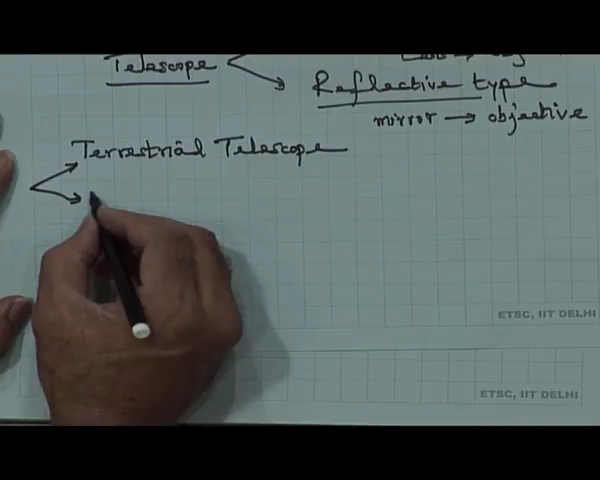 Telescope
Reflective type
mirror → objective
Terrestrial Telescope
ETSC, IIT DELHI
ETSC, IIT DELHI